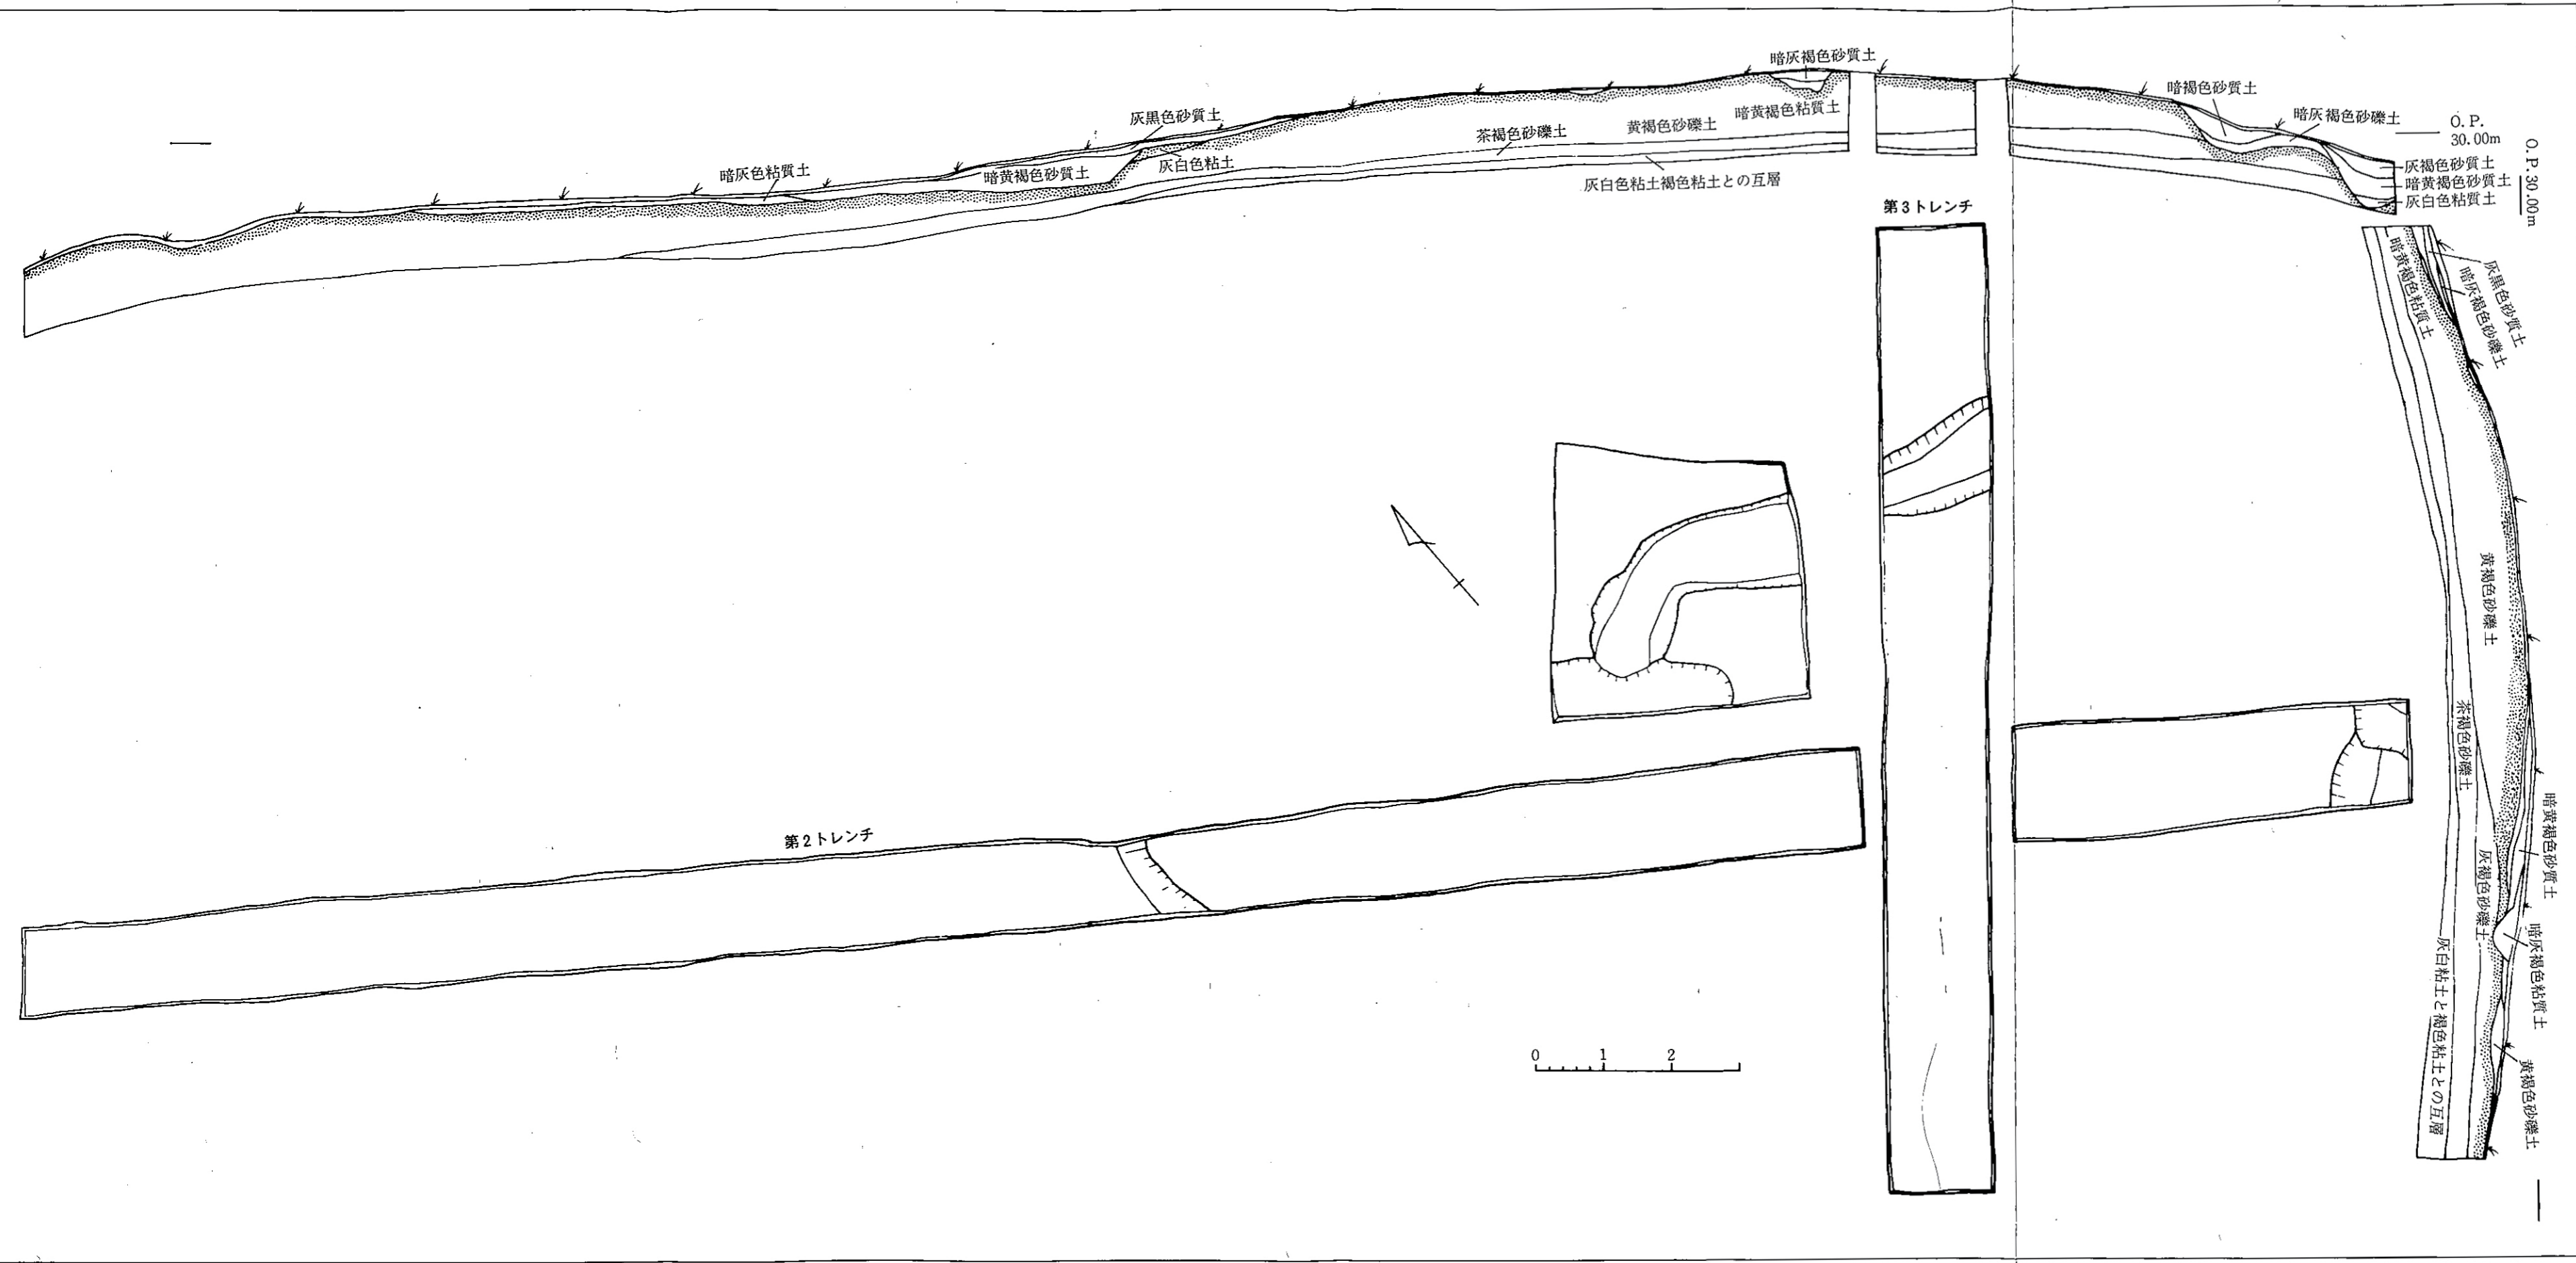 暗灰褐色砂質土
暗褐色砂質土
灰黒色砂質土
暗灰褐色砂礫土
O.P.
30.00m
暗黄褐色粘質土
黄褐色砂礫土
茶褐色砂礫土
暗灰色粘質土
暗黄褐色砂質土
灰白色粘土
灰白色粘土褐色粘土との互層
灰褐色砂質土
暗黄褐色砂質土
灰白色粘質土
O.P.30.00m
第3トレンチ
暗黄褐色粘質土
灰黒色砂質土
暗灰褐色砂礫土
黄褐色砂礫土
茶褐色砂礫土
灰褐色砂礫土
暗黄褐色砂質土
暗灰褐色粘質土
灰白粘土と褐色粘土との互層
黄褐色砂礫土
第2トレンチ
0 1 2